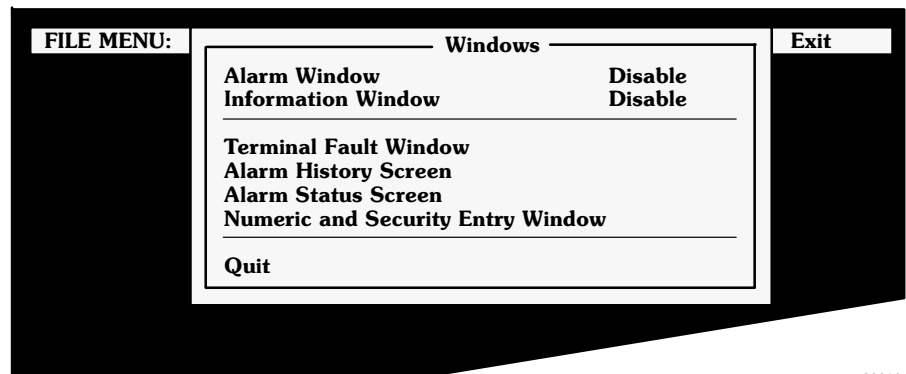 FILE MENU: Windows Exit
Alarm Window Disable
Information Window Disable
Terminal Fault Window
Alarm History Screen
Alarm Status Screen
Numeric and Security Entry Window
Quit